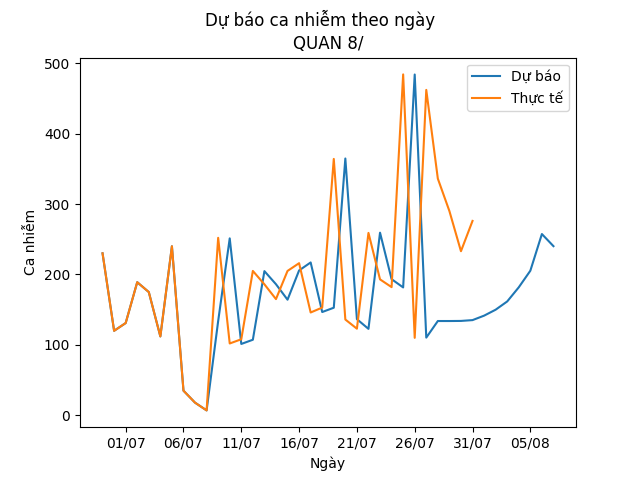 Dự báo ca nhiễm theo ngày
QUAN 8/
Dự báo
Thực tế
Ca nhiễm
500
400
300
200
100
0
01/07 06/07 11/07 16/07 21/07 26/07 31/07 05/08
Ngày